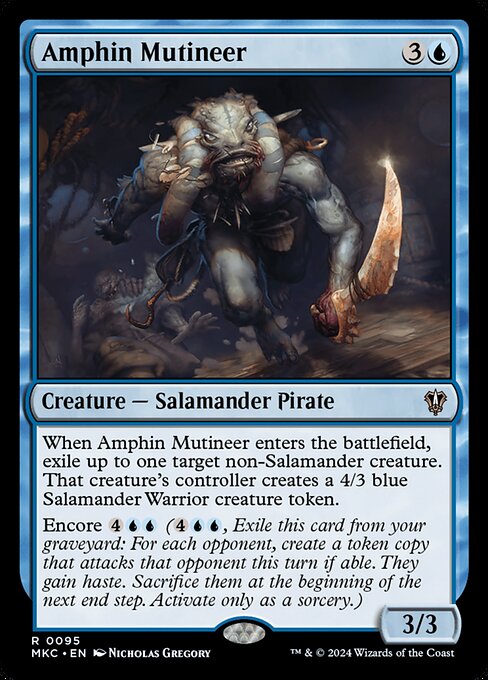 Amphin Mutineer 3
Creature — Salamander Pirate
When Amphin Mutineer enters the battlefield,
exile up to one target non-Salamander creature.
That creature's controller creates a 4/3 blue
Salamander Warrior creature token.
Encore 4 (4, Exile this card from your
graveyard: For each opponent, create a token copy
that attacks that opponent this turn if able. They
gain haste. Sacrifice them at the beginning of the
next end step. Activate only as a sorcery.)
3/3
R 0095
MKC • EN Nicholas Gregory
™ & © 2024 Wizards of the Coast